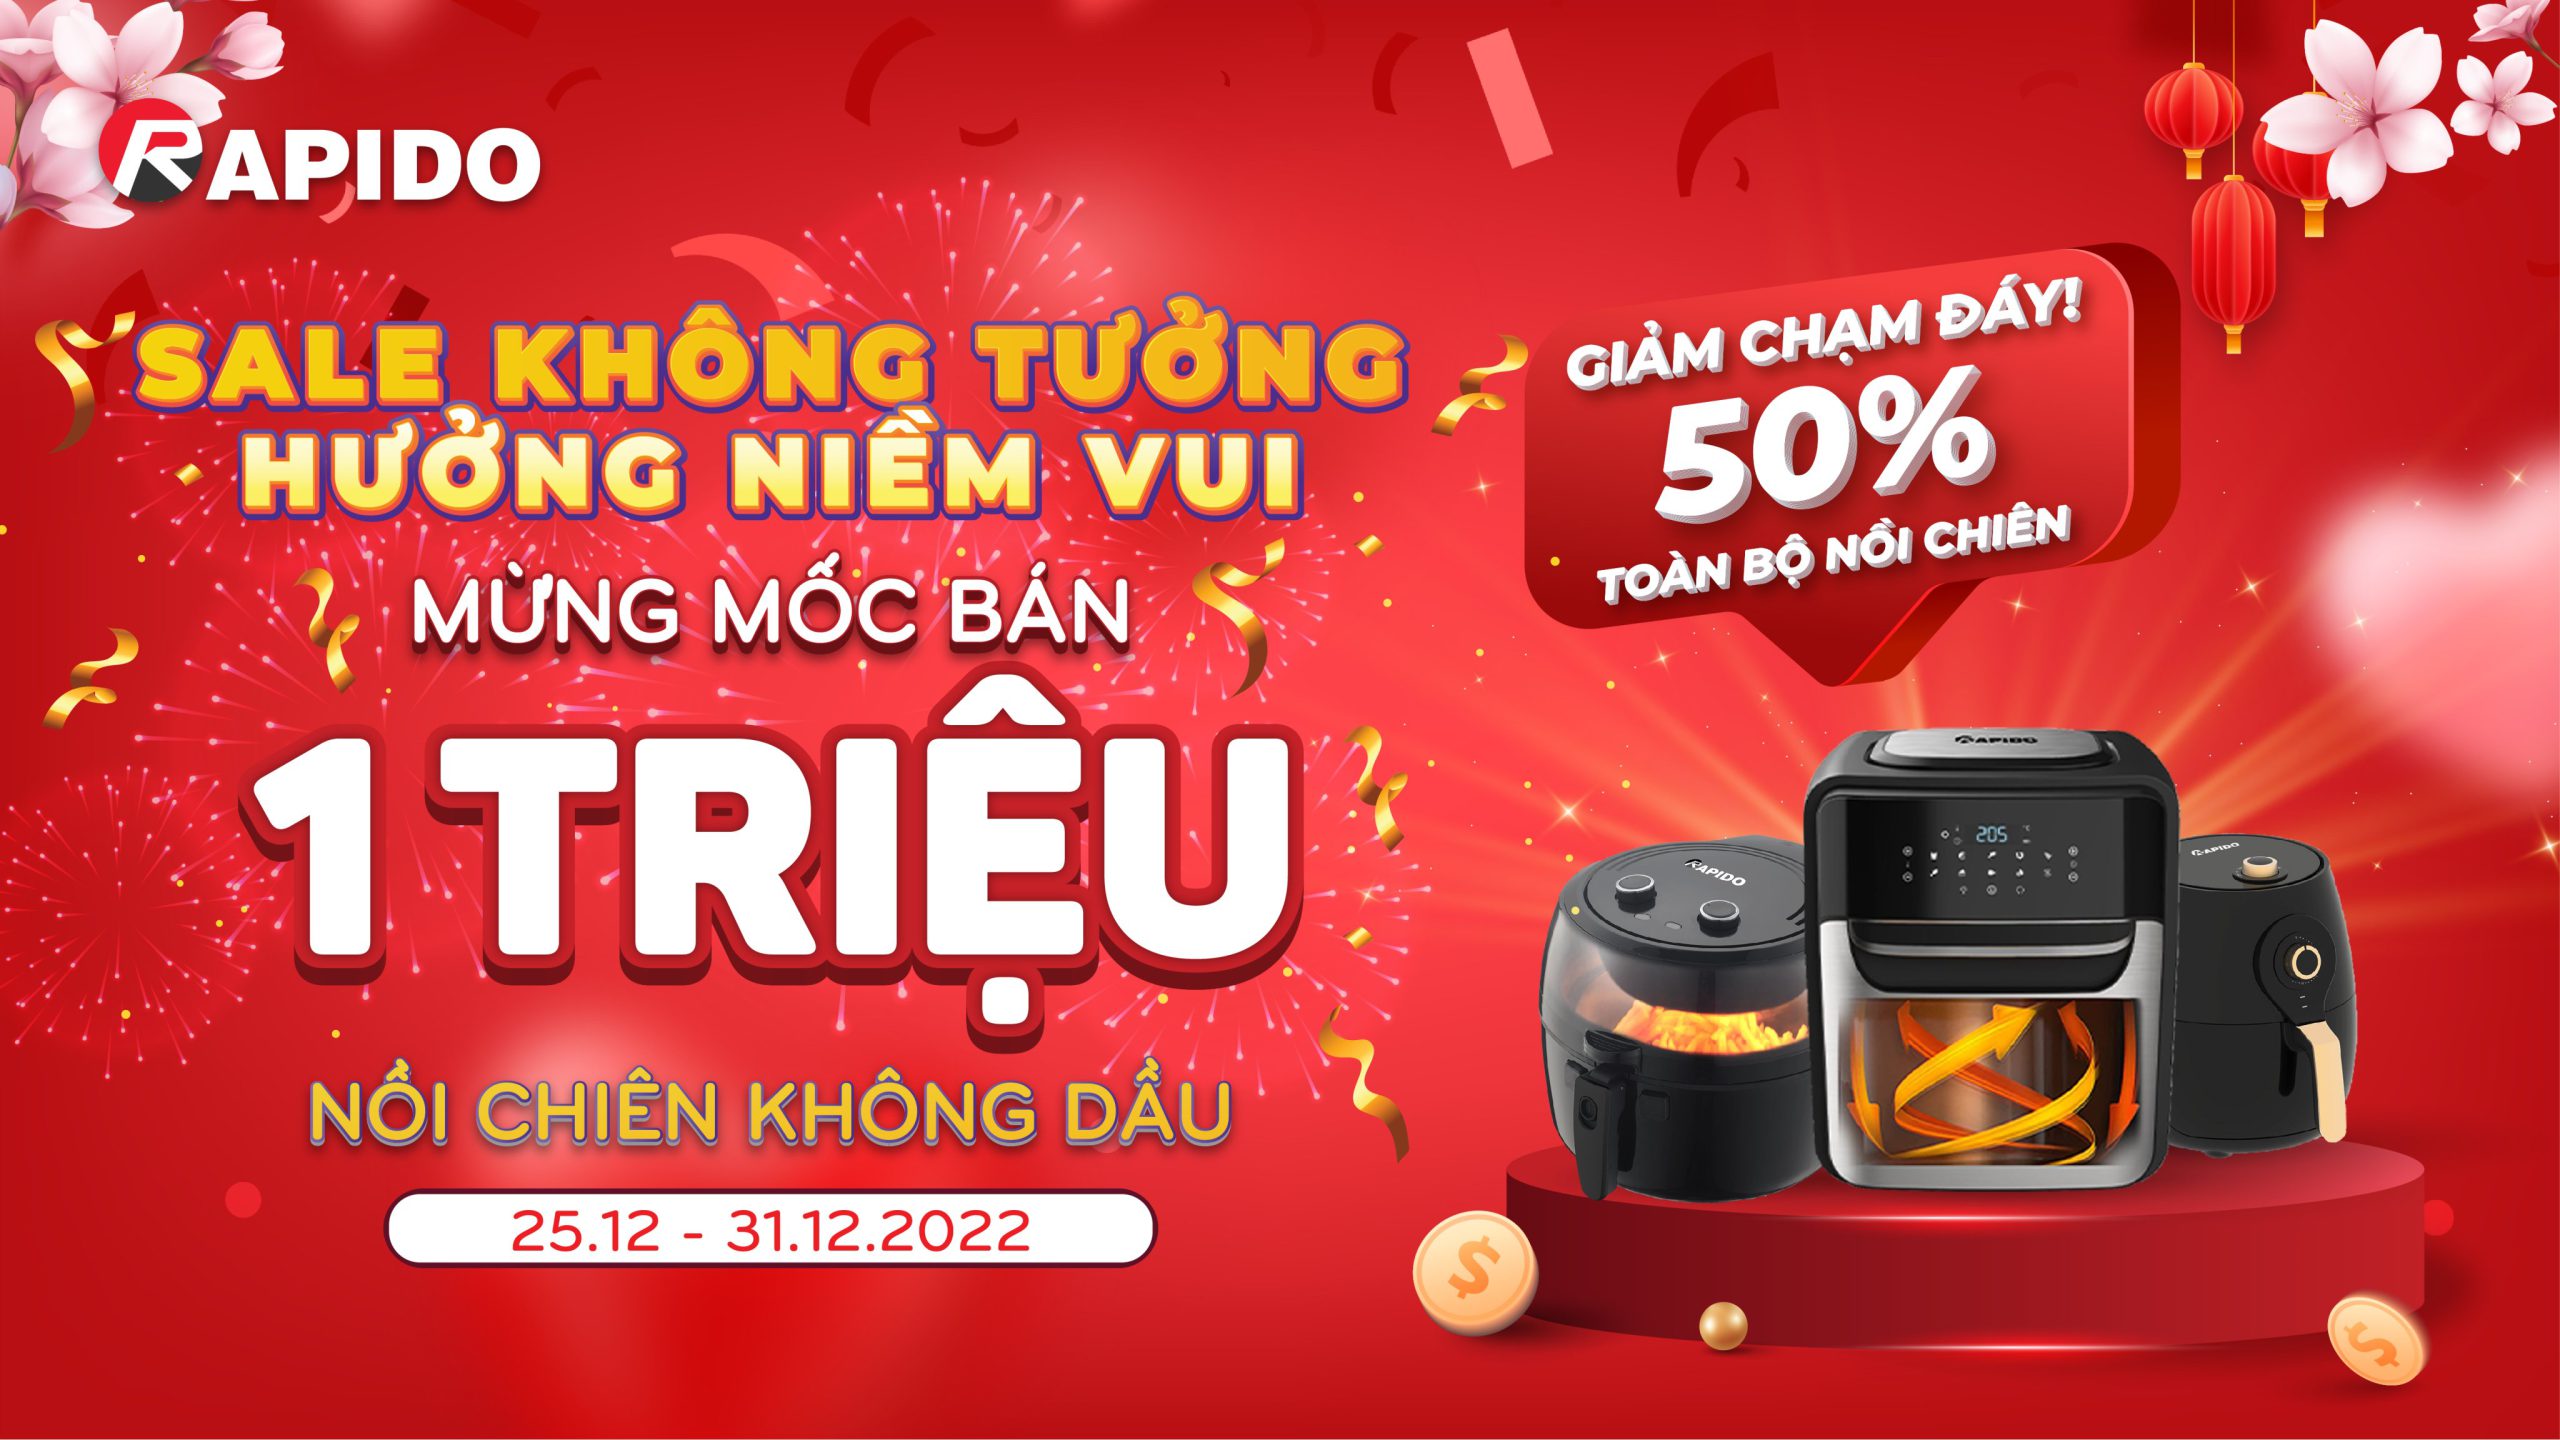 RAPIDO
SALE KHÔNG TƯỞNG
HƯỞNG NIỀM VUI
MỪNG MỐC BÁN
1 TRIỆU
NỒI CHIÊN KHÔNG DẦU
25.12 - 31.12.2022
GIẢM CHẠM ĐÁY!
50%
TOÀN BỘ NỒI CHIÊN
RAPIDO
205
RAPIDO
RAPIDO
$
$